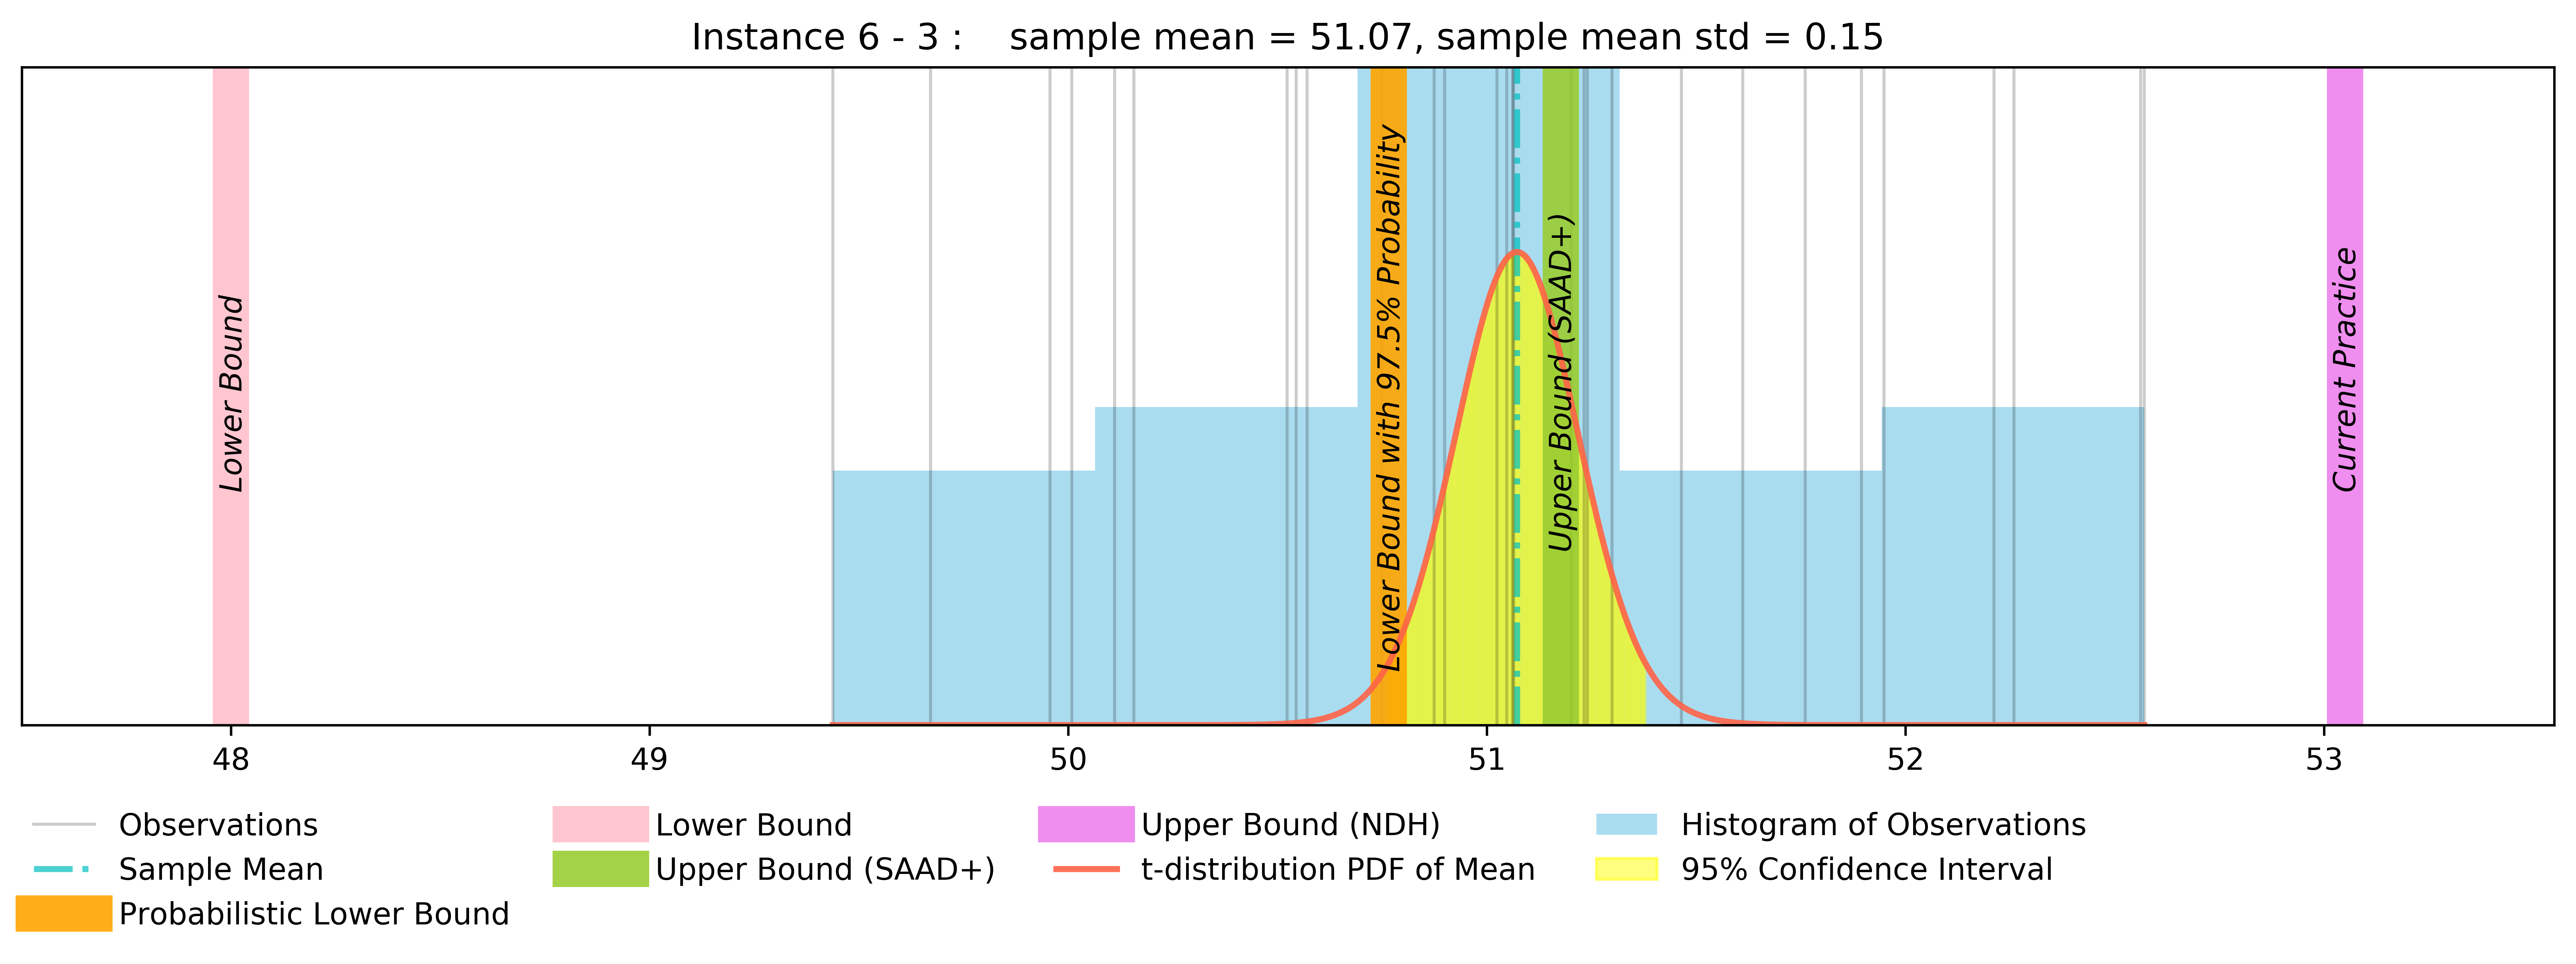 Instance 6 - 3 :    sample mean = 51.07, sample mean std = 0.15
Lower Bound
Lower Bound with 97.5% Probability
Upper Bound (SAAD+)
Current Practice
48 49 50 51 52 53
Observations
Sample Mean
Probabilistic Lower Bound
Lower Bound
Upper Bound (SAAD+)
Upper Bound (NDH)
t-distribution PDF of Mean
Histogram of Observations
95% Confidence Interval